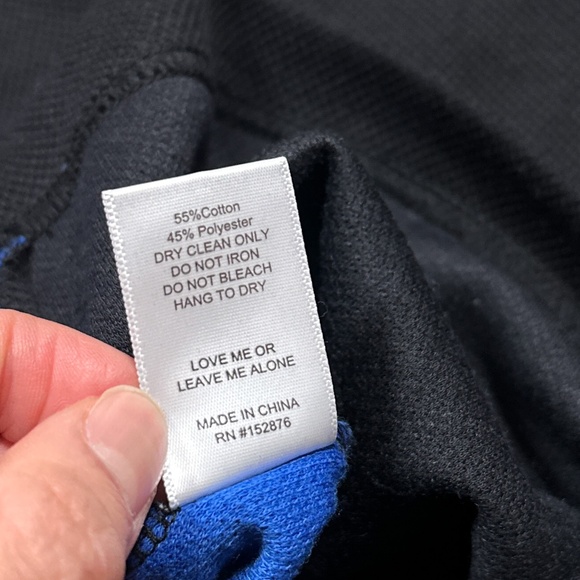 55%Cotton
45% Polyester
DRY CLEAN ONLY
DO NOT IRON
DO NOT BLEACH
HANG TO DRY
LOVE ME OR
LEAVE ME ALONE
MADE IN CHINA
RN #152876